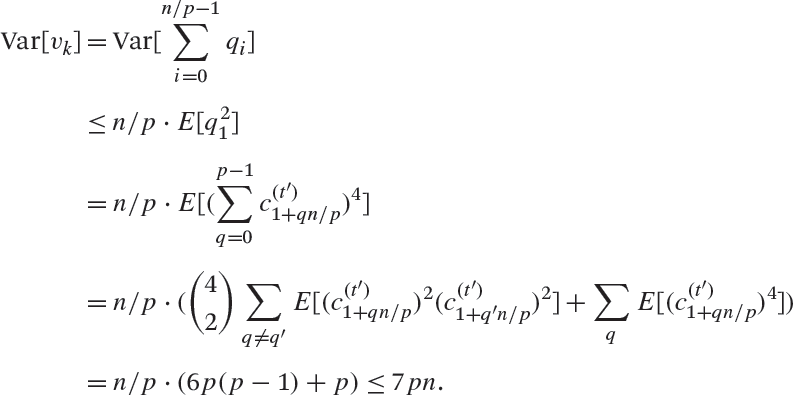 Var[v_k] = Var[\sum_{i=0}^{n/p-1} q_i]
\leq n/p \cdot E[q_1^2]
= n/p \cdot E[(\sum_{q=0}^{p-1} c_{1+qn/p}^{(t')})^4]
= n/p \cdot (\binom{4}{2} \sum_{q \neq q'} E[(c_{1+qn/p}^{(t')})^2 (c_{1+q'n/p}^{(t')})^2] + \sum_q E[(c_{1+qn/p}^{(t')})^4])
= n/p \cdot (6p(p-1) + p) \leq 7pn.